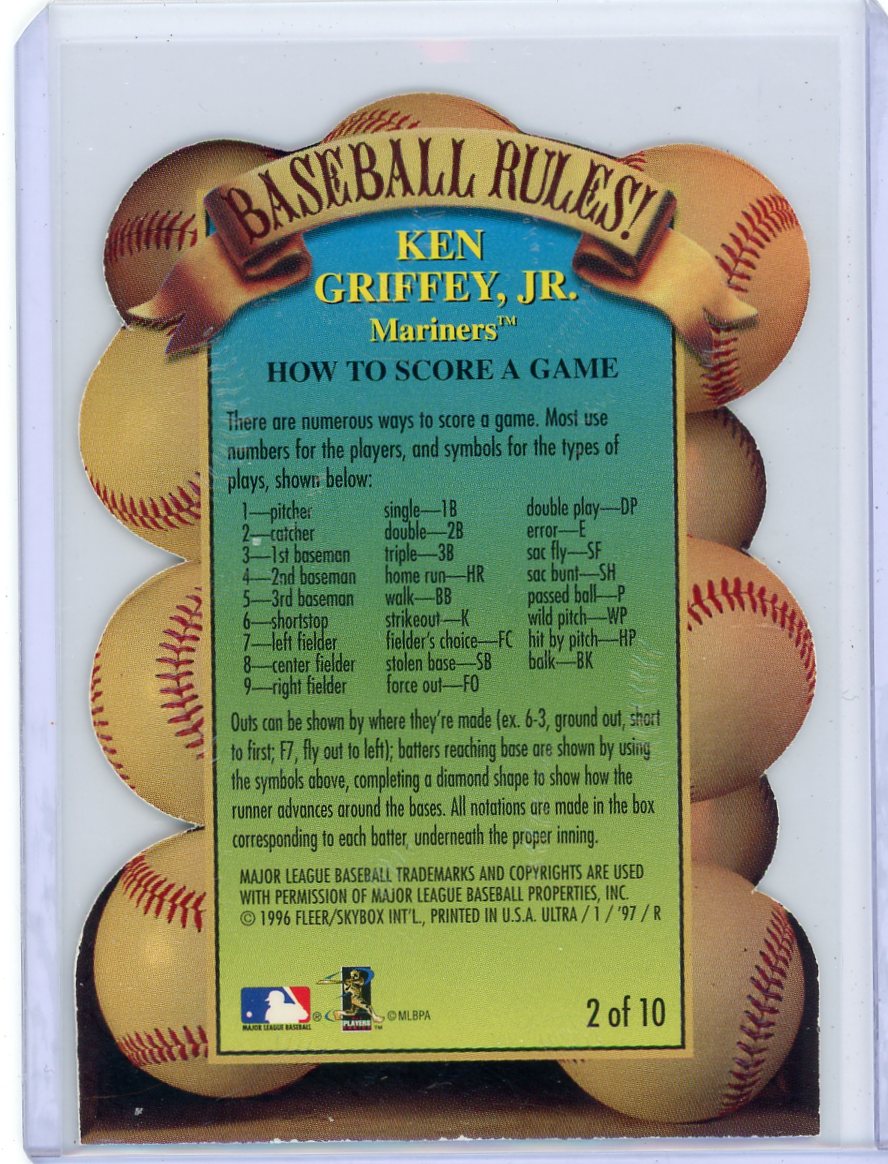 BASEBALL RULES!
KEN
GRIFFEY, JR.
Mariners™
HOW TO SCORE A GAME
There are numerous ways to score a game. Most use
numbers for the players, and symbols for the types of
plays, shown below:
1—pitcher single—1B double play—DP
2—catcher double—2B error—E
3—1st baseman triple—3B sac fly—SF
4—2nd baseman home run—HR sac bunt—SH
5—3rd baseman walk—BB passed ball—P
6—shortstop strikeout—K wild pitch—WP
7—left fielder fielder's choice—FC hit by pitch—HP
8—center fielder stolen base—SB balk—BK
9—right fielder force out—FO
Outs can be shown by where they're made (ex. 6-3, ground out, short
to first; F7, fly out to left); batters reaching base are shown by using
the symbols above, completing a diamond shape to show how the
runner advances around the bases. All notations are made in the box
corresponding to each batter, underneath the proper inning.
MAJOR LEAGUE BASEBALL TRADEMARKS AND COPYRIGHTS ARE USED
WITH PERMISSION OF MAJOR LEAGUE BASEBALL PROPERTIES, INC.
© 1996 FLEER/SKYBOX INT'L., PRINTED IN U.S.A. ULTRA / 1 / '97 / R
MAJOR LEAGUE BASEBALL ® PLAYERS ™ © MLBPA 2 of 10